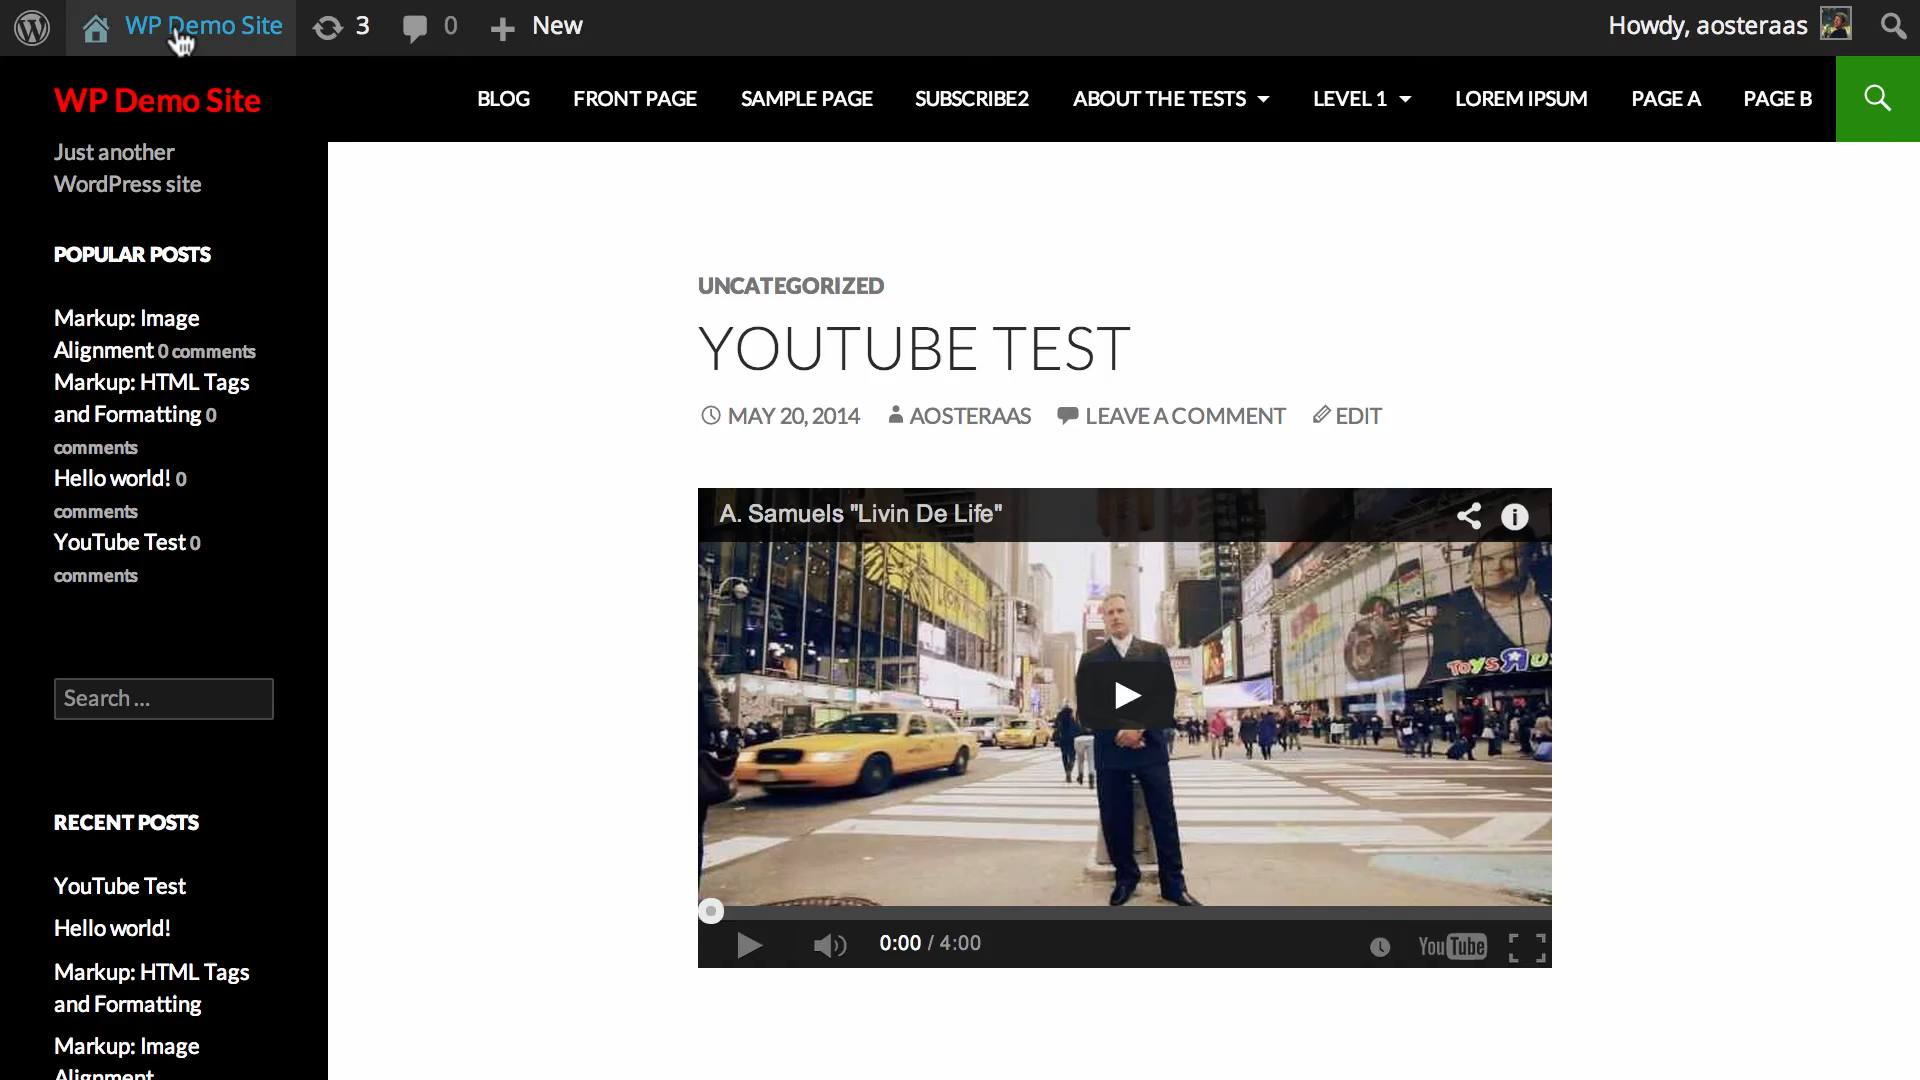 WP Demo Site 3 0 New Howdy, aosteraas
WP Demo Site
BLOG FRONT PAGE SAMPLE PAGE SUBSCRIBE2 ABOUT THE TESTS LEVEL 1 LOREM IPSUM PAGE A PAGE B
Just another
WordPress site
POPULAR POSTS
Markup: Image
Alignment 0 comments
Markup: HTML Tags
and Formatting 0
comments
Hello world! 0
comments
YouTube Test 0
comments
Search ...
RECENT POSTS
YouTube Test
Hello world!
Markup: HTML Tags
and Formatting
Markup: Image
Alignment
UNCATEGORIZED
YOUTUBE TEST
MAY 20, 2014 AOSTERAAS LEAVE A COMMENT EDIT
A. Samuels "Livin De Life"
TOYS R U
0:00 / 4:00
YouTube